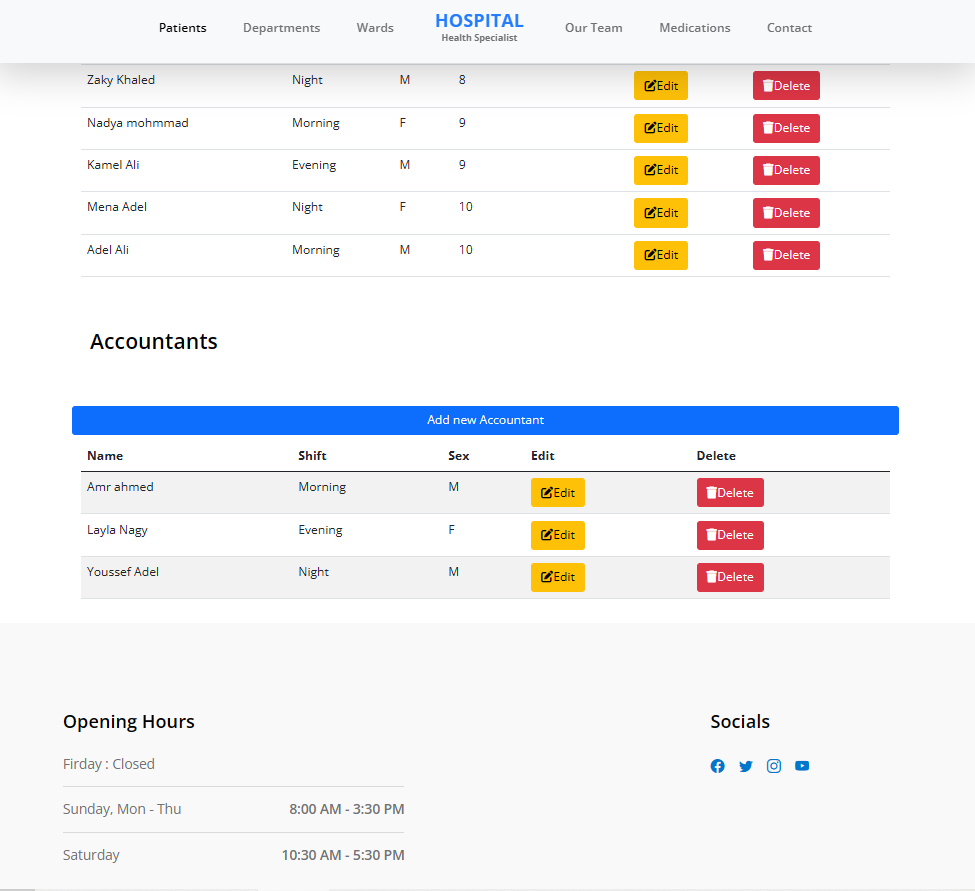 Patients Departments Wards HOSPITAL Our Team Medications Contact
Health Specialist
Zaky Khaled Night M 8 Edit Delete
Nadya mohmmad Morning F 9 Edit Delete
Kamel Ali Evening M 9 Edit Delete
Mena Adel Night F 10 Edit Delete
Adel Ali Morning M 10 Edit Delete
Accountants
Add new Accountant
Name Shift Sex Edit Delete
Amr ahmed Morning M Edit Delete
Layla Nagy Evening F Edit Delete
Youssef Adel Night M Edit Delete
Opening Hours Socials
Firday : Closed
Sunday, Mon - Thu 8:00 AM - 3:30 PM
Saturday 10:30 AM - 5:30 PM